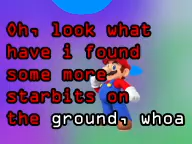 Oh, look what
have i found
some more
starbits on
the ground, whoa